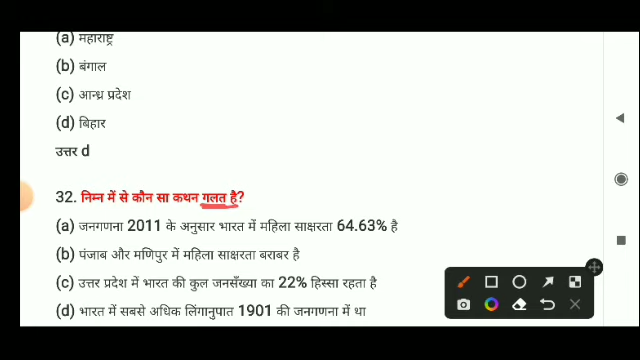 (a) महाराष्ट्र
(b) बंगाल
(c) आन्ध्र प्रदेश
(d) बिहार
उत्तर d
32. निम्न में से कौन सा कथन गलत है?
(a) जनगणना 2011 के अनुसार भारत में महिला साक्षरता 64.63% है
(b) पंजाब और मणिपुर में महिला साक्षरता बराबर है
(c) उत्तर प्रदेश में भारत की कुल जनसँख्या का 22% हिस्सा रहता है
(d) भारत में सबसे अधिक लिंगानुपात 1901 की जनगणना में था